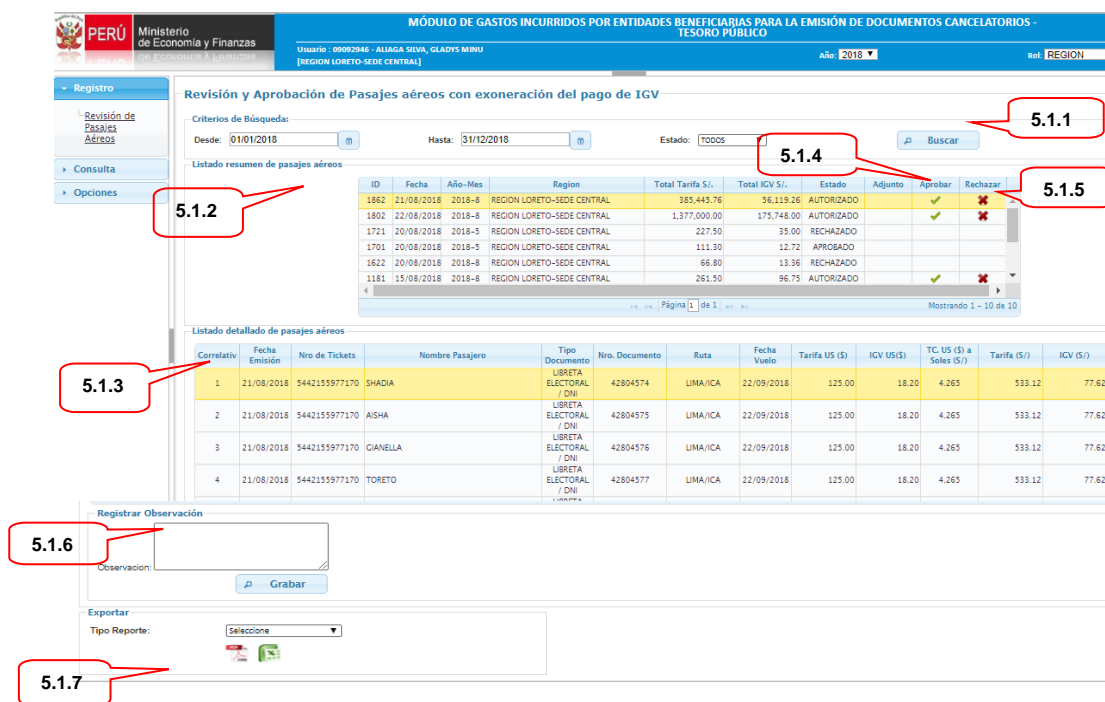 PERÚ
Ministerio
de Economía y Finanzas
MÓDULO DE GASTOS INCURRIDOS POR ENTIDADES BENEFICIARIAS PARA LA EMISIÓN DE DOCUMENTOS CANCELATORIOS -
TESORO PÚBLICO
Usuario : 09092946 - ALIAGA SILVA, GLADYS MINU
[REGION LORETO-SEDE CENTRAL]
Año: 2018
Rol: REGION
Registro
Revisión de
Pasajes
Aéreos
Consulta
Opciones
Revisión y Aprobación de Pasajes aéreos con exoneración del pago de IGV
Criterios de Búsqueda:
Desde: 01/01/2018 Hasta: 31/12/2018 Estado: TODOS Buscar
5.1.1
5.1.4
5.1.5
5.1.2
Listado resumen de pasajes aéreos
ID Fecha Año-Mes Region Total Tarifa S/. Total IGV S/. Estado Adjunto Aprobar Rechazar
1862 21/08/2018 2018-8 REGION LORETO-SEDE CENTRAL 385,445.76 56,119.26 AUTORIZADO
1802 22/08/2018 2018-8 REGION LORETO-SEDE CENTRAL 1,377,000.00 175,748.00 AUTORIZADO
1721 20/08/2018 2018-5 REGION LORETO-SEDE CENTRAL 227.50 35.00 RECHAZADO
1701 20/08/2018 2018-5 REGION LORETO-SEDE CENTRAL 111.30 12.72 APROBADO
1622 20/08/2018 2018-8 REGION LORETO-SEDE CENTRAL 66.80 13.36 RECHAZADO
1181 15/08/2018 2018-8 REGION LORETO-SEDE CENTRAL 261.50 96.75 AUTORIZADO
Página 1 de 1
Mostrando 1 - 10 de 10
Listado detallado de pasajes aéreos
5.1.3
Correlativ Fecha Emisión Nro de Tickets Nombre Pasajero Tipo Documento Nro. Documento Ruta Fecha Vuelo Tarifa US ($) IGV US($) TC. US ($) a Soles (S/) Tarifa (S/) IGV (S/)
1 21/08/2018 5442155977170 SHADIA LIBRETA ELECTORAL / DNI 42804574 LIMA/ICA 22/09/2018 125.00 18.20 4.265 533.12 77.62
2 21/08/2018 5442155977170 AISHA LIBRETA ELECTORAL / DNI 42804575 LIMA/ICA 22/09/2018 125.00 18.20 4.265 533.12 77.62
3 21/08/2018 5442155977170 GIANELLA LIBRETA ELECTORAL / DNI 42804576 LIMA/ICA 22/09/2018 125.00 18.20 4.265 533.12 77.62
4 21/08/2018 5442155977170 TORETO LIBRETA ELECTORAL / DNI 42804577 LIMA/ICA 22/09/2018 125.00 18.20 4.265 533.12 77.62
Registrar Observación
5.1.6
Observacion:
Grabar
Exportar
Tipo Reporte: Seleccione
5.1.7